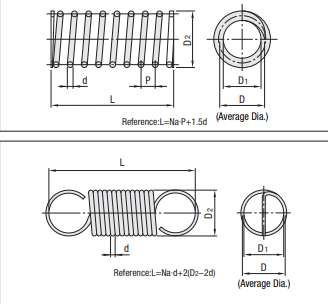 D2
d
P
L
D1
D
(Average Dia.)
Reference:L=Na·P+1.5d
L
D2
d
D1
D
Reference:L=Na·d+2(D2−2d)
(Average Dia.)